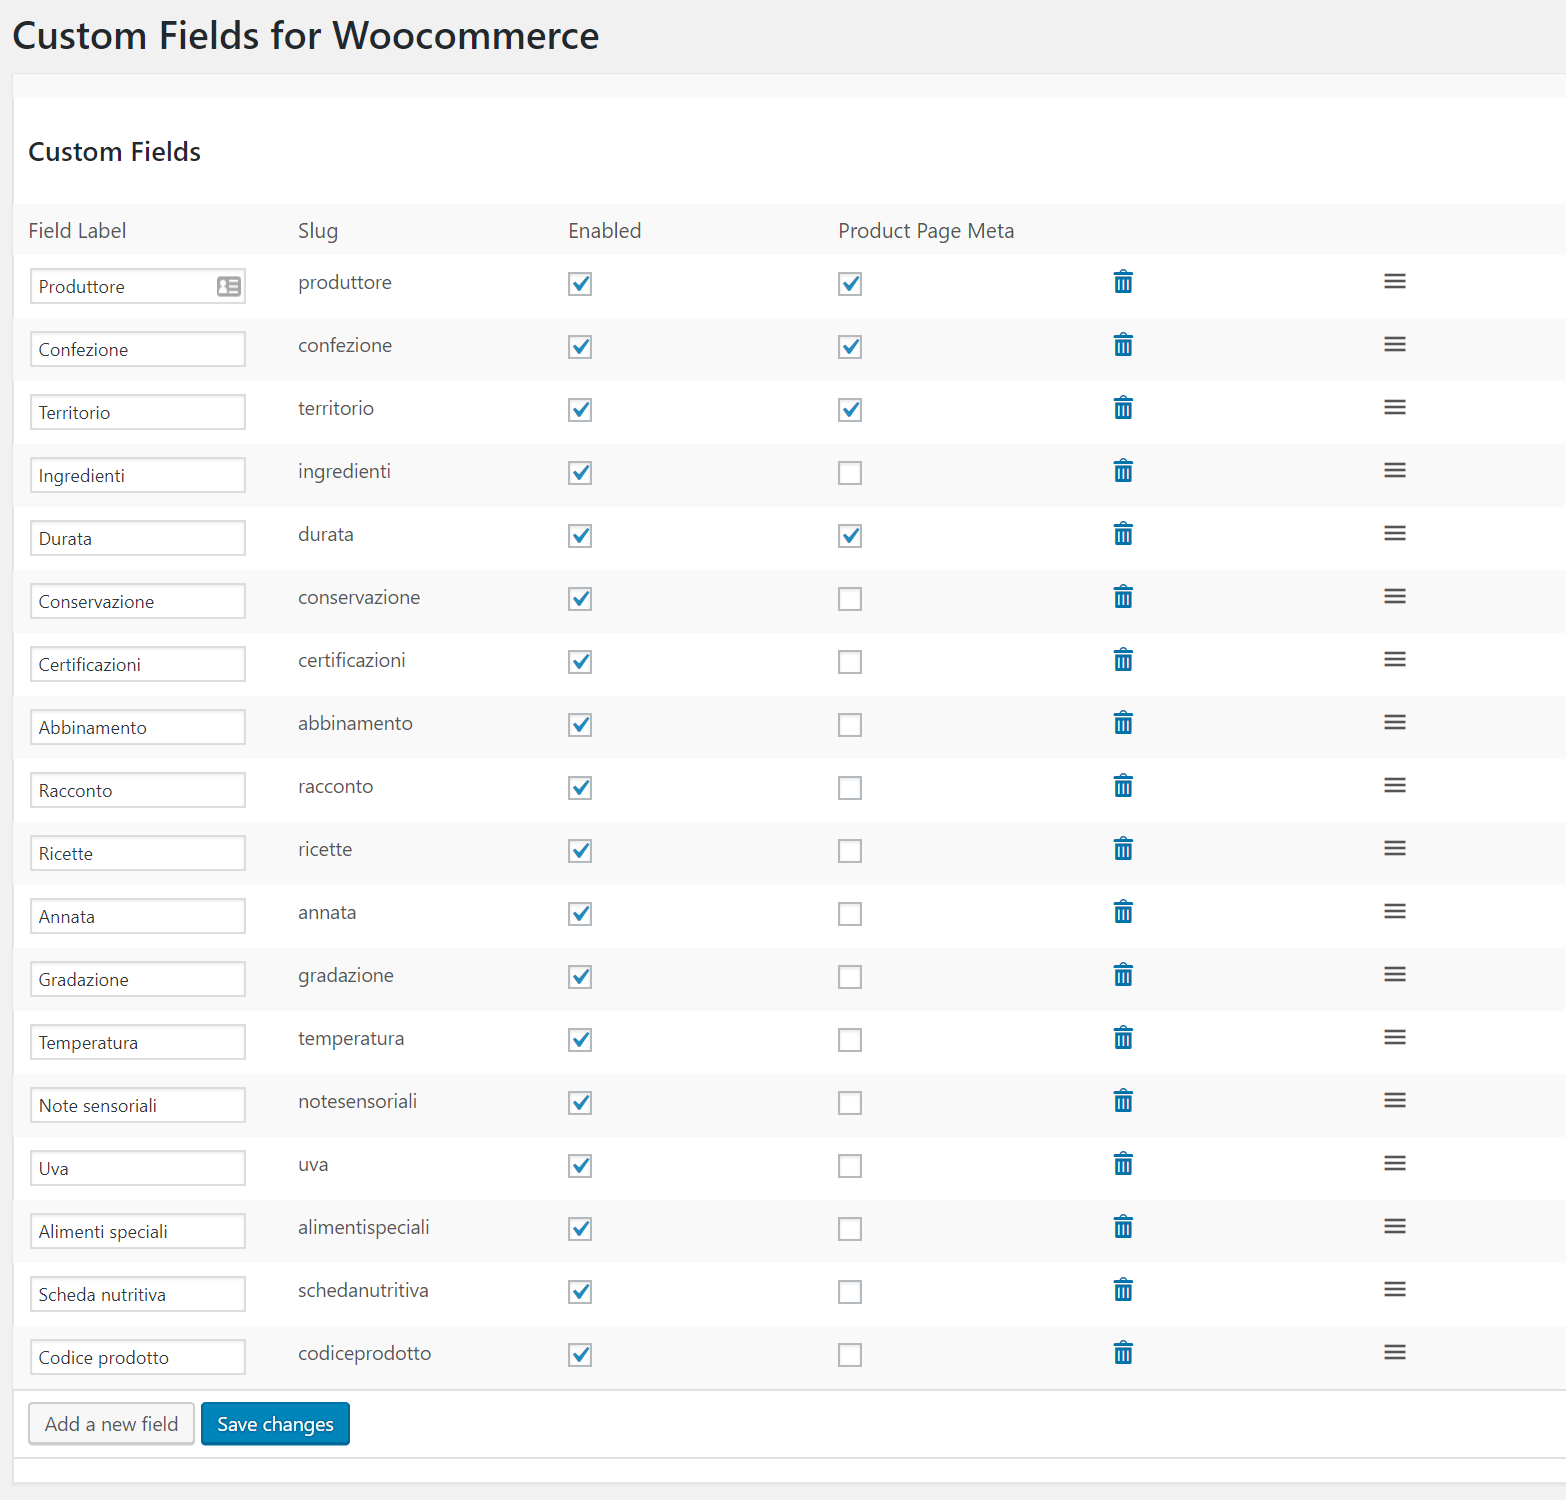 Custom Fields for Woocommerce
Custom Fields
Field Label Slug Enabled Product Page Meta
Produttore produttore
Confezione confezione
Territorio territorio
Ingredienti ingredienti
Durata durata
Conservazione conservazione
Certificazioni certificazioni
Abbinamento abbinamento
Racconto racconto
Ricette ricette
Annata annata
Gradazione gradazione
Temperatura temperatura
Note sensoriali notesensoriali
Uva uva
Alimenti speciali alimentispeciali
Scheda nutritiva schedanutritiva
Codice prodotto codiceprodotto
Add a new field Save changes